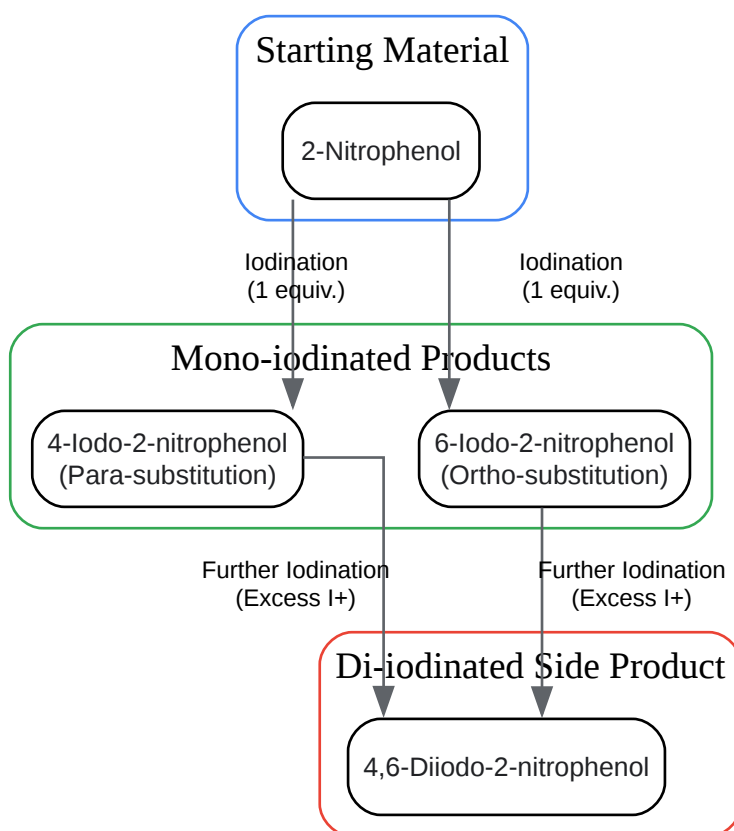 Starting Material
2-Nitrophenol
Iodination
(1 equiv.)
Iodination
(1 equiv.)
Mono-iodinated Products
4-Iodo-2-nitrophenol
(Para-substitution)
6-Iodo-2-nitrophenol
(Ortho-substitution)
Further Iodination
(Excess I+)
Further Iodination
(Excess I+)
Di-iodinated Side Product
4,6-Diiodo-2-nitrophenol